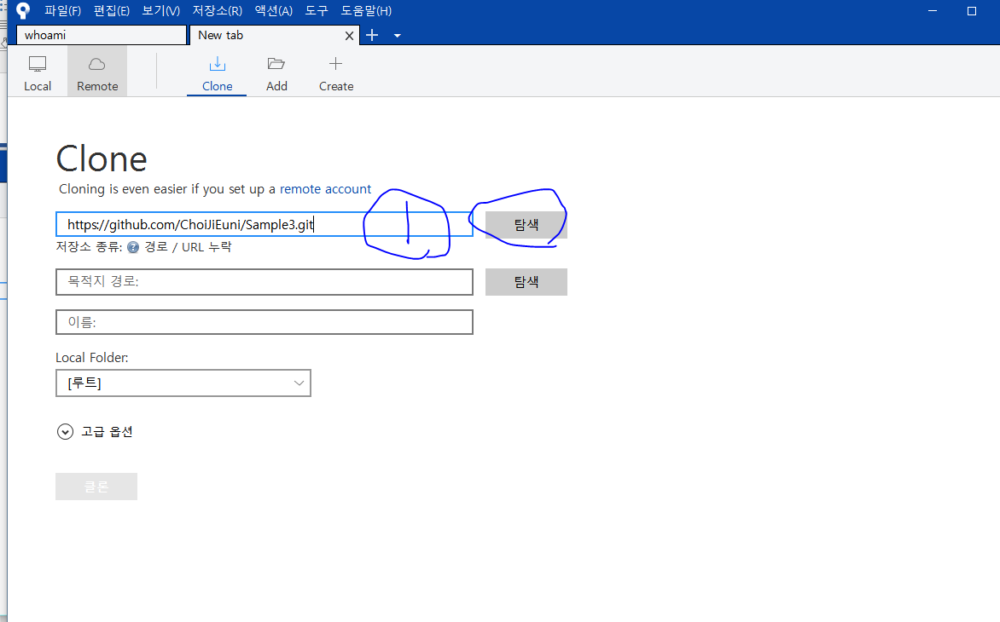 파일(F) 편집(E) 보기(V) 저장소(R) 액션(A) 도구 도움말(H)
whoami New tab
Local Remote Clone Add Create
Clone
Cloning is even easier if you set up a remote account
https://github.com/ChoiJiEuni/Sample3.git 1 탐색
저장소 종류: ? 경로 / URL 누락
목적지 경로: 탐색
이름:
Local Folder:
[루트]
고급 옵션
클론